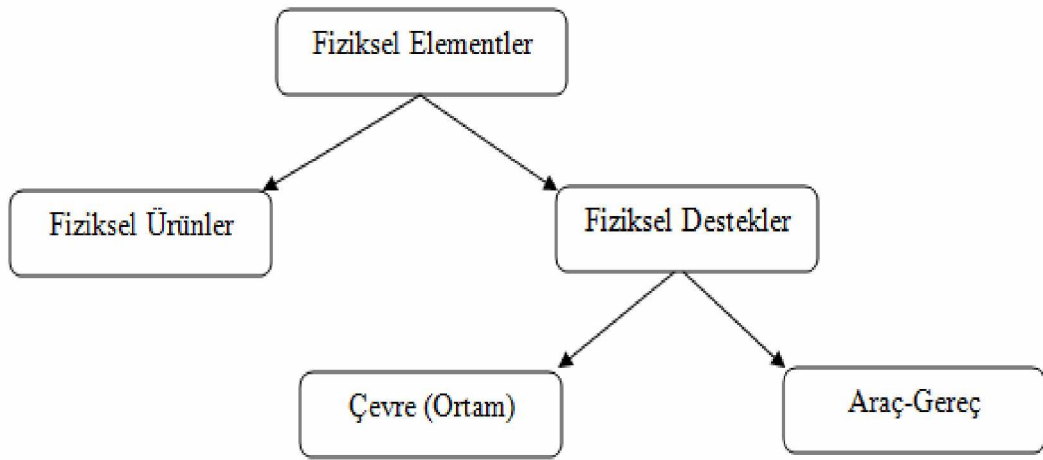 Fiziksel Elementler
Fiziksel Ürünler
Fiziksel Destekler
Çevre (Ortam)
Araç-Gereç